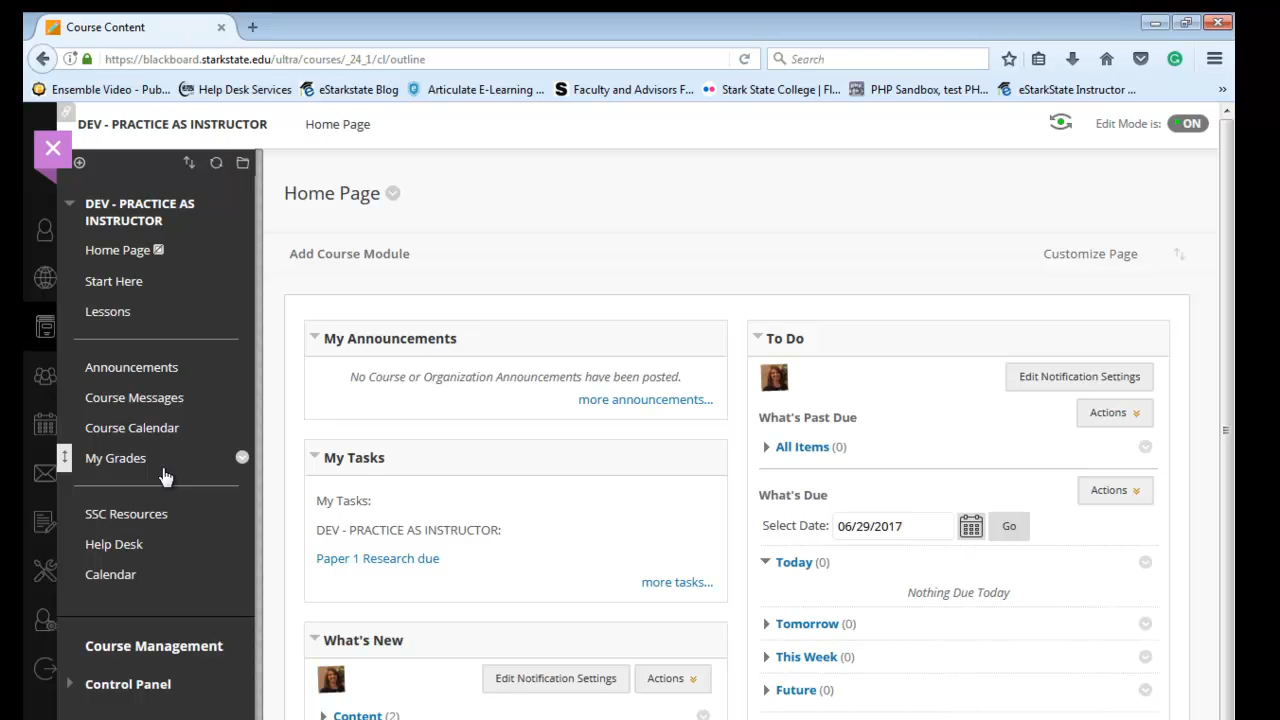 Course Content
https://blackboard.starkstate.edu/ultra/courses/_24_1/cl/outline
Search
Ensemble Video - Pub...
Help Desk Services
eStarkstate Blog
Articulate E-Learning ...
Faculty and Advisors F...
Stark State College | Fl...
PHP Sandbox, test PH...
eStarkState Instructor ...
DEV - PRACTICE AS INSTRUCTOR
Home Page
Edit Mode is:
ON
DEV - PRACTICE AS
INSTRUCTOR
Home Page
Start Here
Lessons
Announcements
Course Messages
Course Calendar
My Grades
SSC Resources
Help Desk
Calendar
Course Management
Control Panel
Home Page
Add Course Module
Customize Page
My Announcements
No Course or Organization Announcements have been posted.
more announcements...
My Tasks
My Tasks:
DEV - PRACTICE AS INSTRUCTOR:
Paper 1 Research due
more tasks...
What's New
Edit Notification Settings
Actions
Content (2)
To Do
Edit Notification Settings
What's Past Due
Actions
All Items (0)
What's Due
Actions
Select Date: 06/29/2017
Go
Today (0)
Nothing Due Today
Tomorrow (0)
This Week (0)
Future (0)